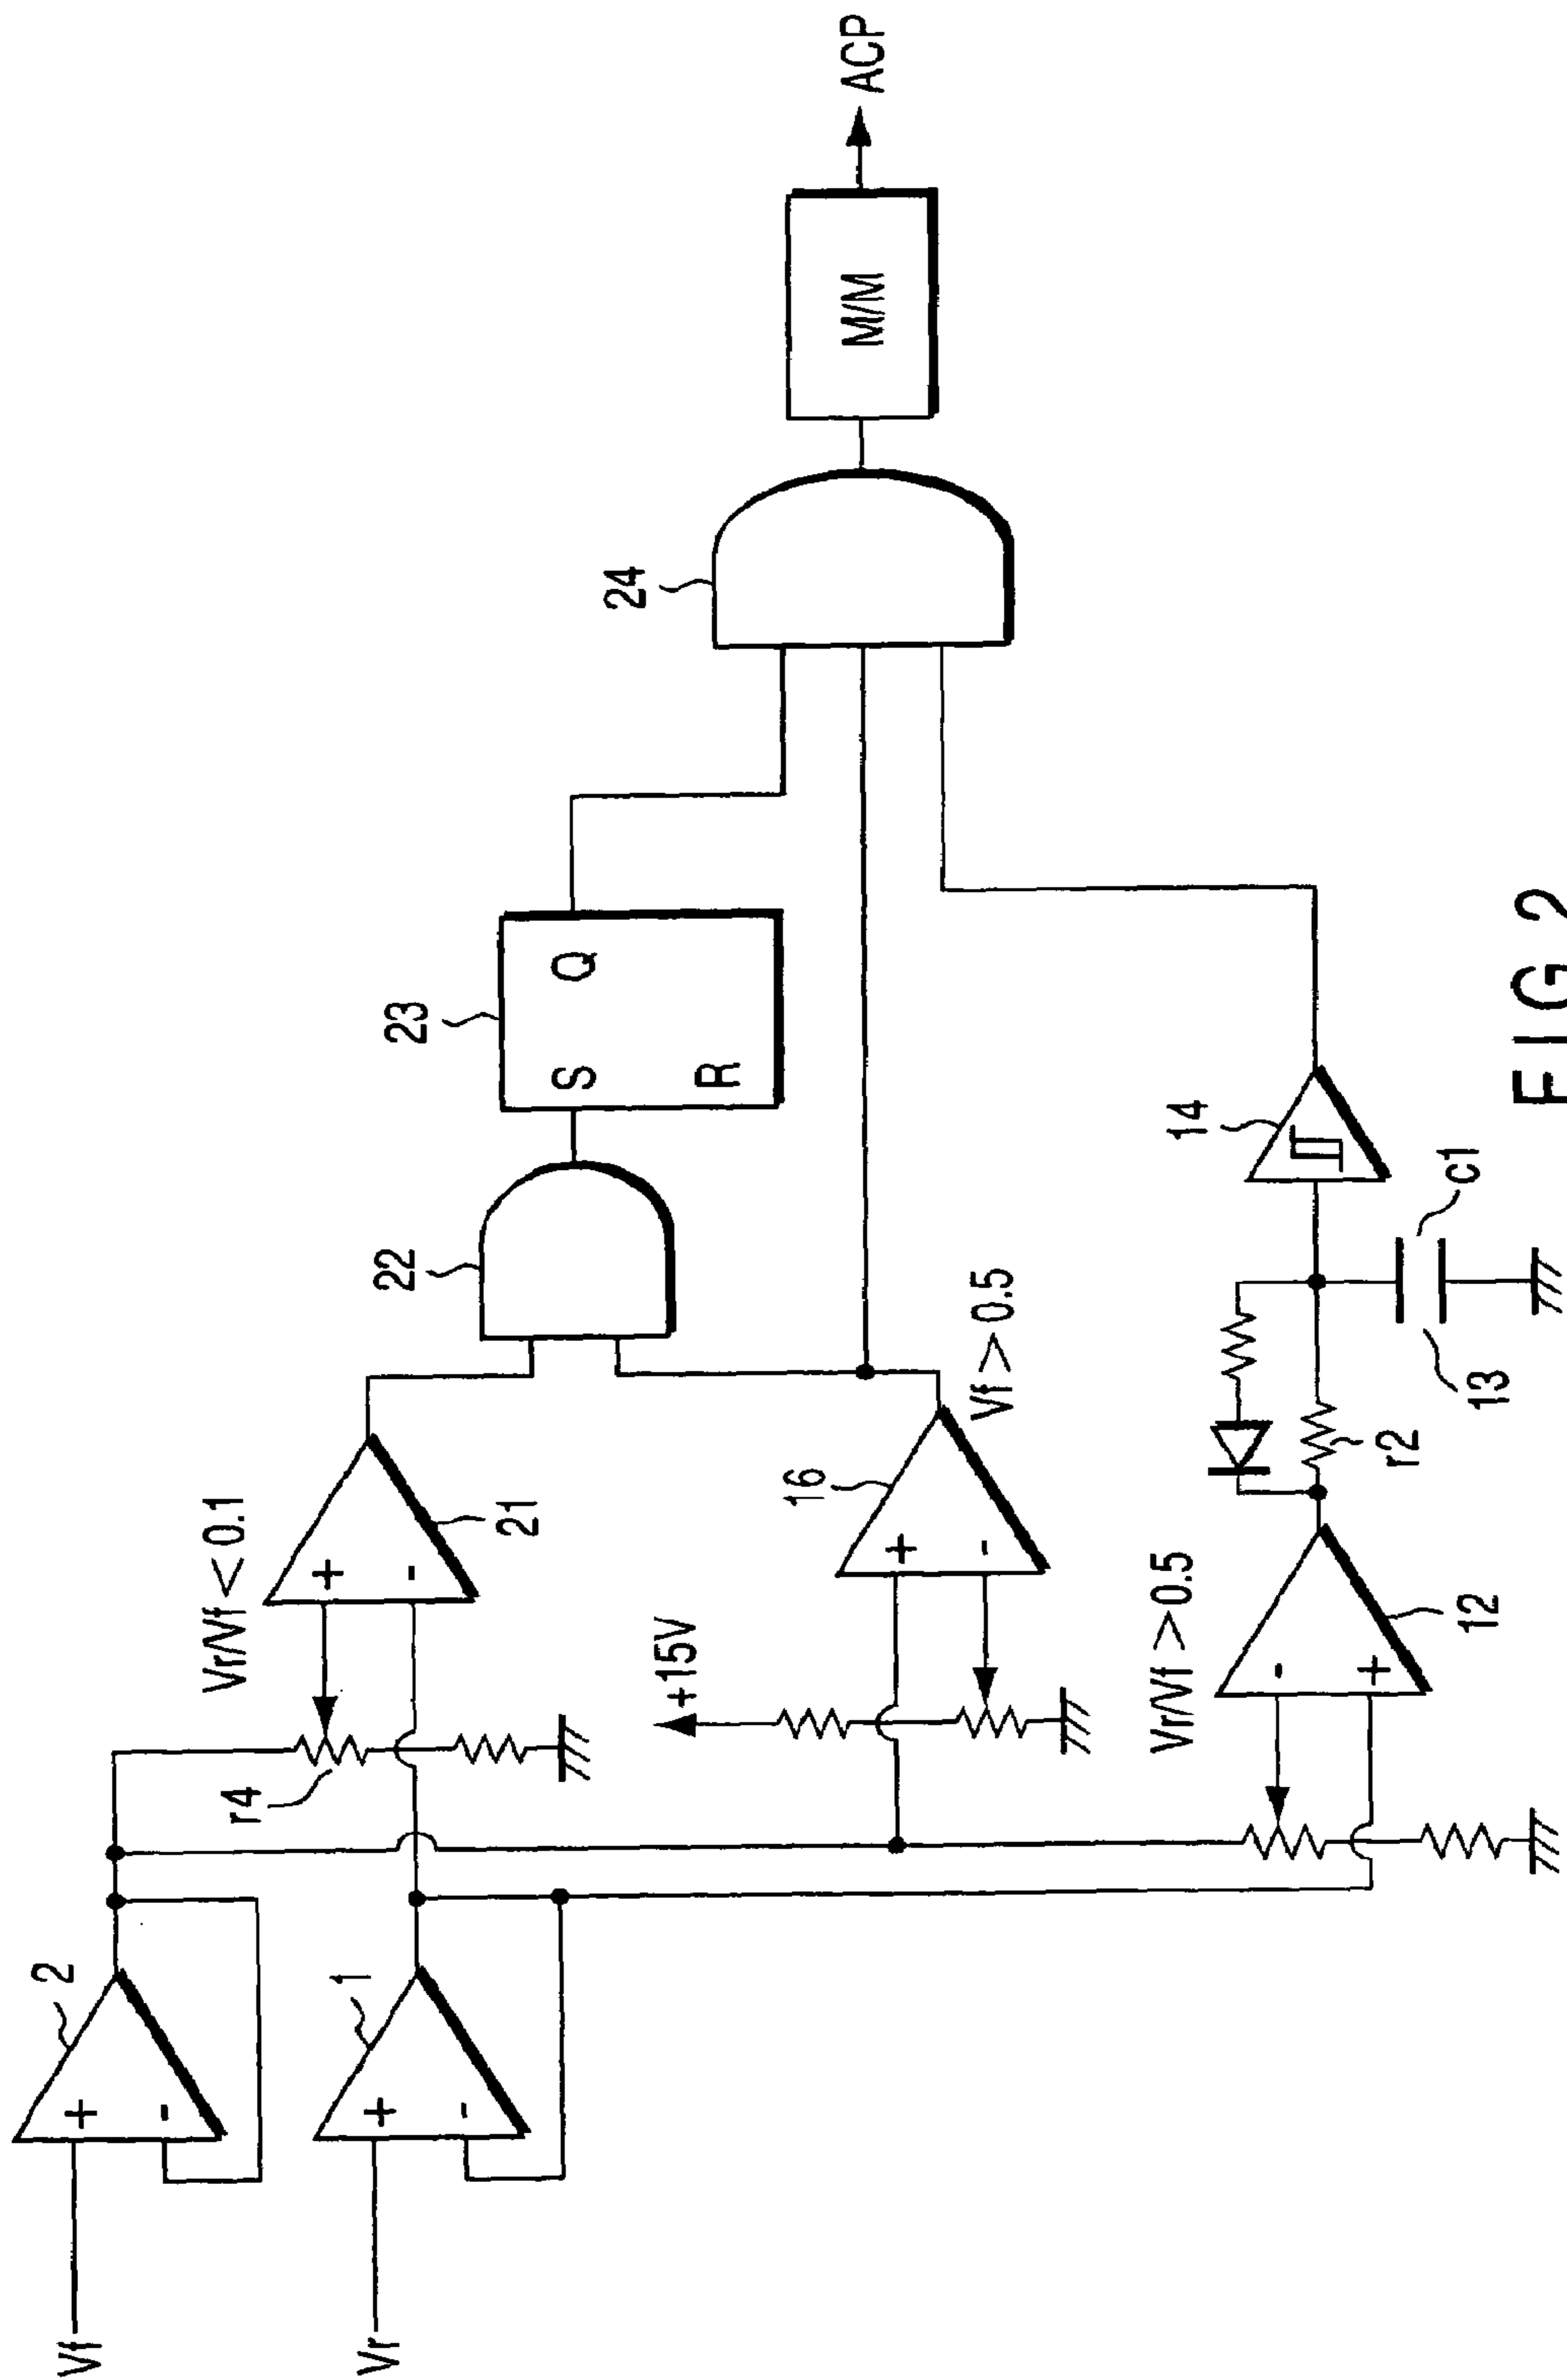 Vf
+
-
2
Vr
+
-
1
r4
Vr/Vf < 0.1
+
-
21
+15V
+
-
16
Vf > 0.5
Vr/Vf > 0.5
-
+
12
r2
13
c1
14
22
23
S
Q
R
24
M/M
ACP
FIG 2